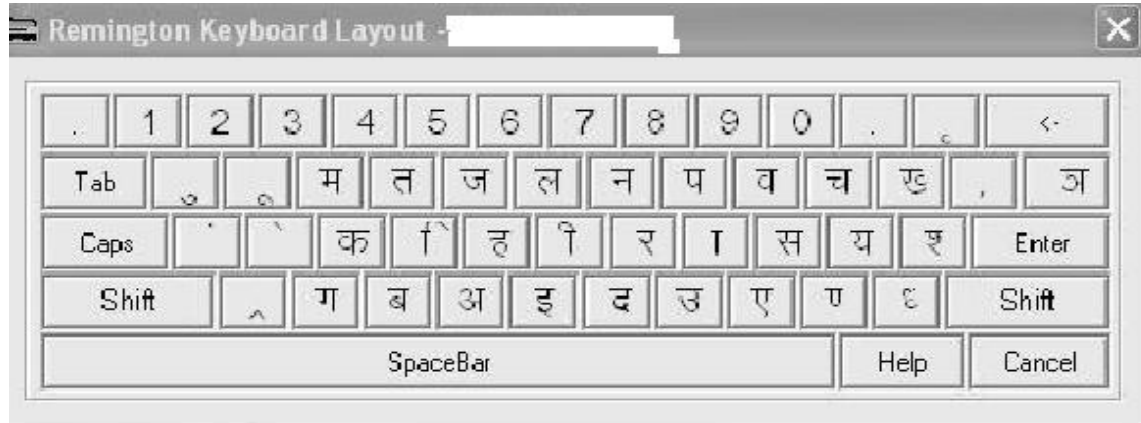 Remington Keyboard Layout -
. 1 2 3 4 5 6 7 8 9 0 . ृ <-
Tab ु ू म त ज ल न प व च ख् , ञ
Caps ं े क ि ह ी र ा स य श् Enter
Shift ्र ग ब अ इ द उ ए ण् ध् Shift
SpaceBar Help Cancel